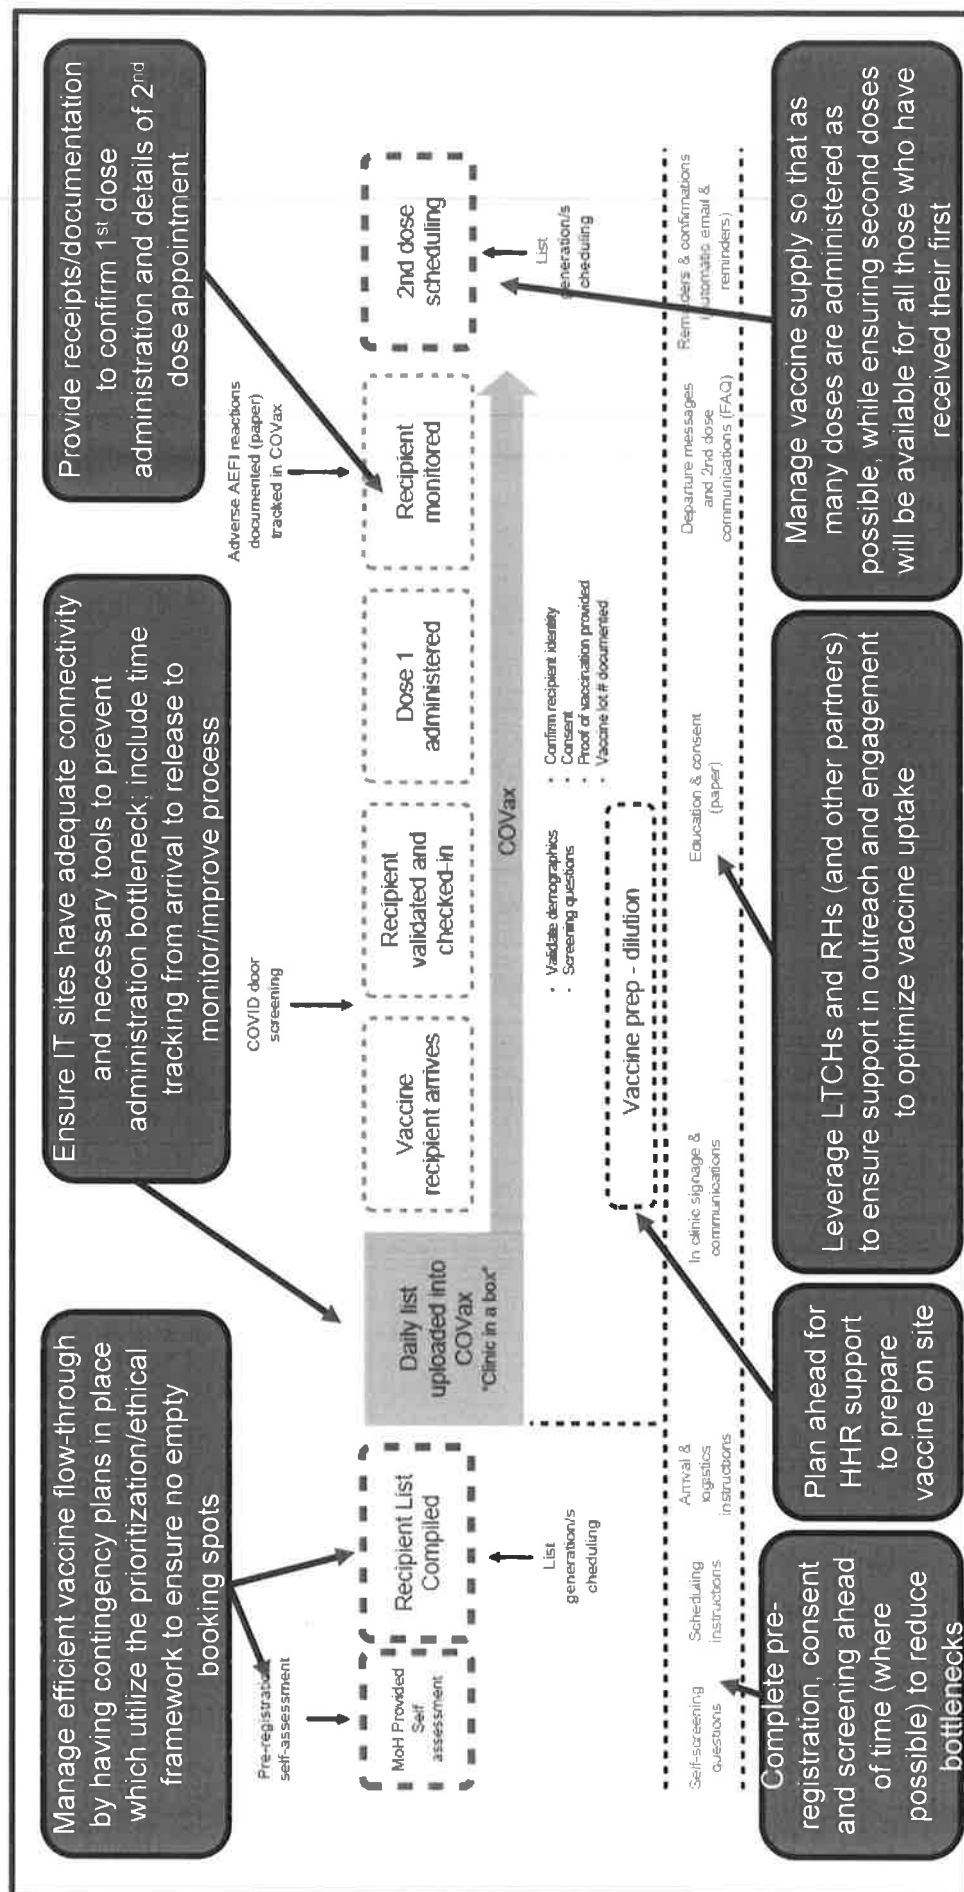 Manage efficient vaccine flow-through
by having contingency plans in place
which utilize the prioritization/ethical
framework to ensure no empty
booking spots
Ensure IT sites have adequate connectivity
and necessary tools to prevent
administration bottleneck; include time
tracking from arrival to release to
monitor/improve process
Provide receipts/documentation
to confirm 1st dose
administration and details of 2nd
dose appointment
Pre-registration
self-assessment
COVID door
screening
Adverse AEFI reactions
documented (paper)
tracked in COVax
MoH Provided
Self
assessment
Recipient List
Compiled
Daily list
uploaded into
COVax
"Clinic in a box"
Vaccine
recipient arrives
Recipient
validated and
checked-in
Dose 1
administered
Recipient
monitored
2nd dose
scheduling
COVax
List
generation/s
cheduling
• Validate demographics
• Screening questions
• Confirm recipient identity
• Consent
• Proof of vaccination provided
• Vaccine lot # documented
List
generation/s
cheduling
Vaccine prep - dilution
Self-screening
questions
Scheduling
instructions
Arrival &
logistics
instructions
In clinic signage &
communications
Education & consent
(paper)
Departure messages
and 2nd dose
communications (FAQ)
Reminders & confirmations
(automatic email &
reminders)
Complete pre-
registration, consent
and screening ahead
of time (where
possible) to reduce
bottlenecks
Plan ahead for
HHR support
to prepare
vaccine on site
Leverage LTCHs and RHs (and other partners)
to ensure support in outreach and engagement
to optimize vaccine uptake
Manage vaccine supply so that as
many doses are administered as
possible, while ensuring second doses
will be available for all those who have
received their first